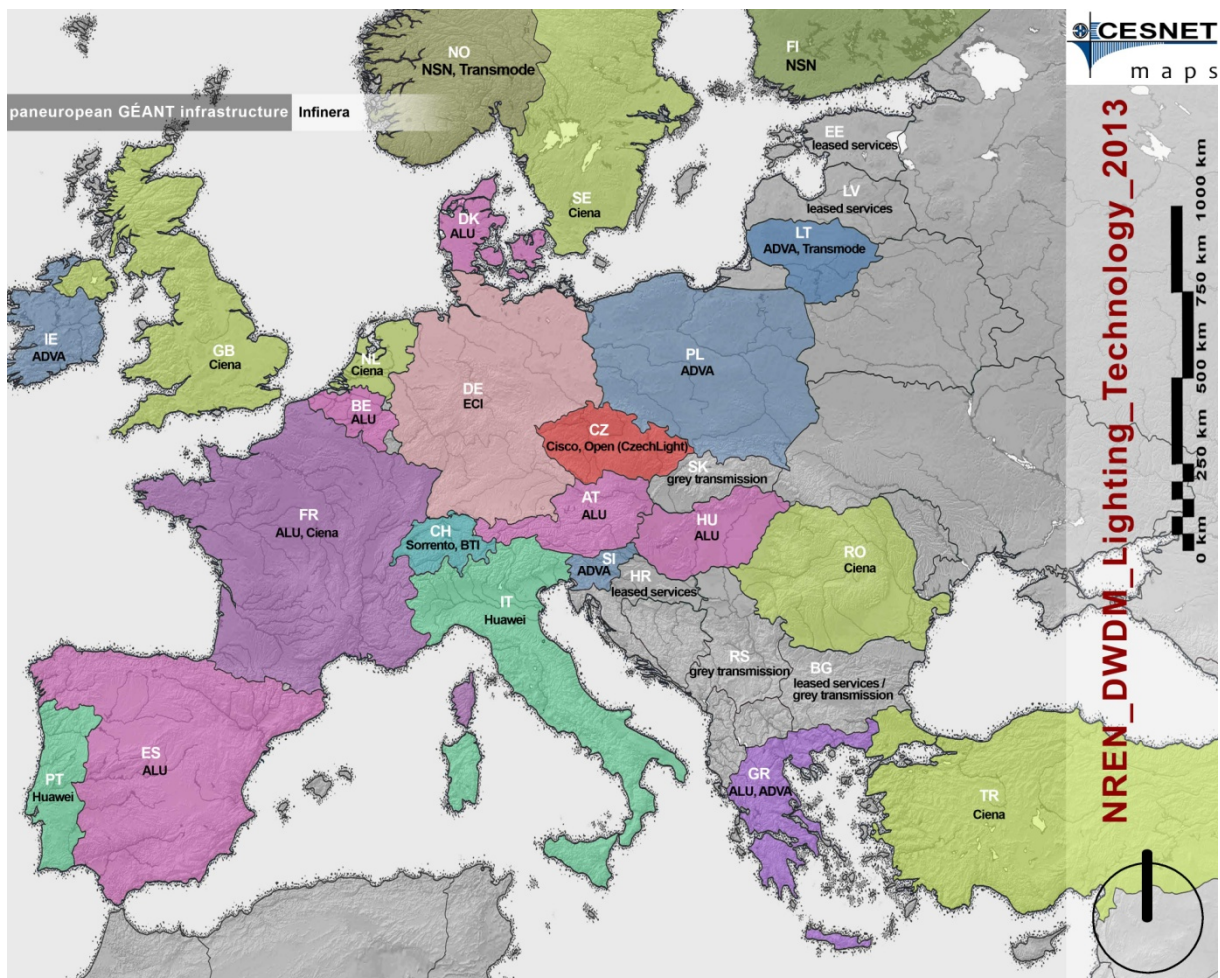 CESNET
maps
NO
NSN, Transmode
FI
NSN
paneuropean GÉANT infrastructure Infinera
EE
leased services
SE
Ciena
LV
leased services
DK
ALU
LT
ADVA, Transmode
IE
ADVA
GB
Ciena
NL
Ciena
PL
ADVA
DE
ECI
BE
ALU
CZ
Cisco, Open (CzechLight)
SK
grey transmission
AT
ALU
FR
ALU, Ciena
HU
ALU
CH
Sorrento, BTI
RO
Ciena
SI
ADVA
HR
leased services
IT
Huawei
RS
grey transmission
BG
leased services /
grey transmission
ES
ALU
PT
Huawei
GR
ALU, ADVA
TR
Ciena
NREN_DWDM_Lighting_Technology_2013
0 km
250 km
500 km
750 km
1000 km